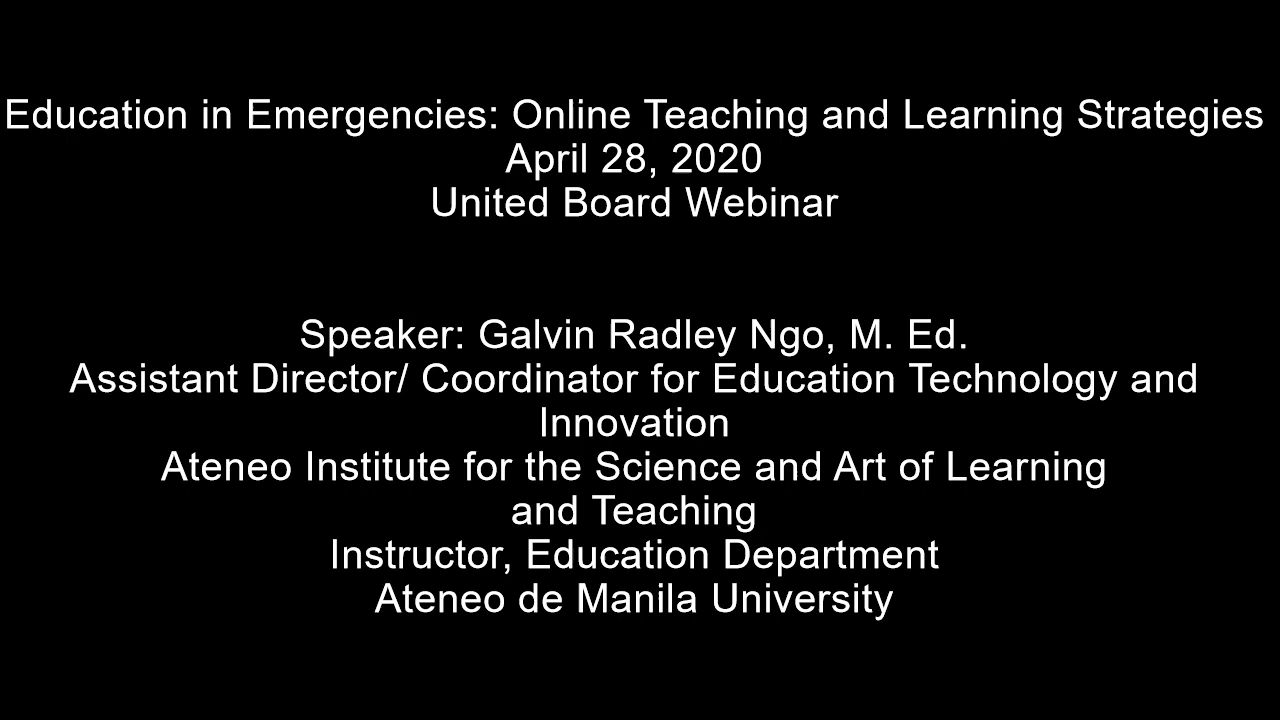 Education in Emergencies: Online Teaching and Learning Strategies
April 28, 2020
United Board Webinar
Speaker: Galvin Radley Ngo, M. Ed.
Assistant Director/ Coordinator for Education Technology and
Innovation
Ateneo Institute for the Science and Art of Learning
and Teaching
Instructor, Education Department
Ateneo de Manila University